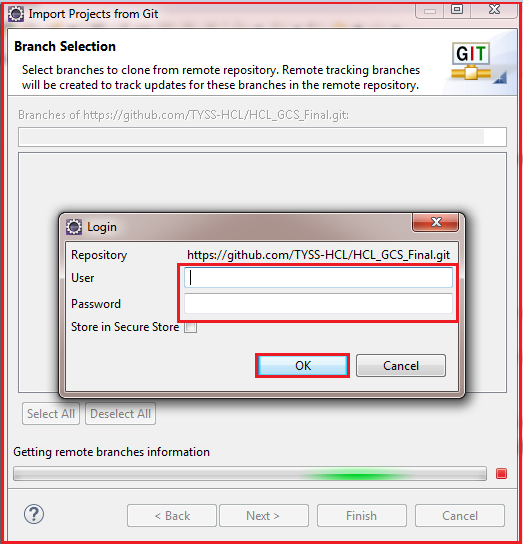 Import Projects from Git
Branch Selection
GIT
Select branches to clone from remote repository. Remote tracking branches
will be created to track updates for these branches in the remote repository.
Branches of https://github.com/TYSS-HCL/HCL_GCS_Final.git:
Login
Repository https://github.com/TYSS-HCL/HCL_GCS_Final.git
User
Password
Store in Secure Store
OK Cancel
Select All Deselect All
Getting remote branches information
? < Back Next > Finish Cancel